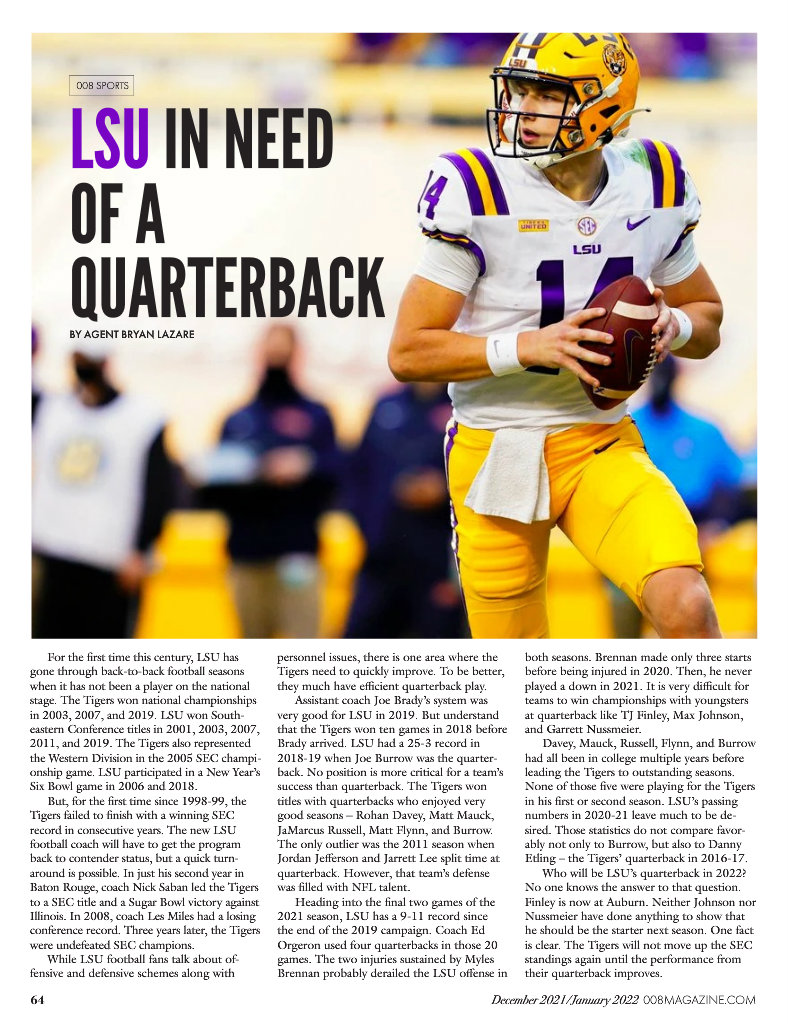 008 SPORTS
LSU IN NEED
OF A
QUARTERBACK
BY AGENT BRYAN LAZARE
LSU
14
TIGERS
UNITED
SEC
LSU
14
For the first time this century, LSU has
gone through back-to-back football seasons
when it has not been a player on the national
stage. The Tigers won national championships
in 2003, 2007, and 2019. LSU won South-
eastern Conference titles in 2001, 2003, 2007,
2011, and 2019. The Tigers also represented
the Western Division in the 2005 SEC champi-
onship game. LSU participated in a New Year's
Six Bowl game in 2006 and 2018.
But, for the first time since 1998-99, the
Tigers failed to finish with a winning SEC
record in consecutive years. The new LSU
football coach will have to get the program
back to contender status, but a quick turn-
around is possible. In just his second year in
Baton Rouge, coach Nick Saban led the Tigers
to a SEC title and a Sugar Bowl victory against
Illinois. In 2008, coach Les Miles had a losing
conference record. Three years later, the Tigers
were undefeated SEC champions.
While LSU football fans talk about of-
fensive and defensive schemes along with
personnel issues, there is one area where the
Tigers need to quickly improve. To be better,
they much have efficient quarterback play.
Assistant coach Joe Brady's system was
very good for LSU in 2019. But understand
that the Tigers won ten games in 2018 before
Brady arrived. LSU had a 25-3 record in
2018-19 when Joe Burrow was the quarter-
back. No position is more critical for a team's
success than quarterback. The Tigers won
titles with quarterbacks who enjoyed very
good seasons – Rohan Davey, Matt Mauck,
JaMarcus Russell, Matt Flynn, and Burrow.
The only outlier was the 2011 season when
Jordan Jefferson and Jarrett Lee split time at
quarterback. However, that team's defense
was filled with NFL talent.
Heading into the final two games of the
2021 season, LSU has a 9-11 record since
the end of the 2019 campaign. Coach Ed
Orgeron used four quarterbacks in those 20
games. The two injuries sustained by Myles
Brennan probably derailed the LSU offense in
both seasons. Brennan made only three starts
before being injured in 2020. Then, he never
played a down in 2021. It is very difficult for
teams to win championships with youngsters
at quarterback like TJ Finley, Max Johnson,
and Garrett Nussmeier.
Davey, Mauck, Russell, Flynn, and Burrow
had all been in college multiple years before
leading the Tigers to outstanding seasons.
None of those five were playing for the Tigers
in his first or second season. LSU's passing
numbers in 2020-21 leave much to be de-
sired. Those statistics do not compare favor-
ably not only to Burrow, but also to Danny
Etling – the Tigers' quarterback in 2016-17.
Who will be LSU's quarterback in 2022?
No one knows the answer to that question.
Finley is now at Auburn. Neither Johnson nor
Nussmeier have done anything to show that
he should be the starter next season. One fact
is clear. The Tigers will not move up the SEC
standings again until the performance from
their quarterback improves.
64
December 2021/January 2022 008MAGAZINE.COM